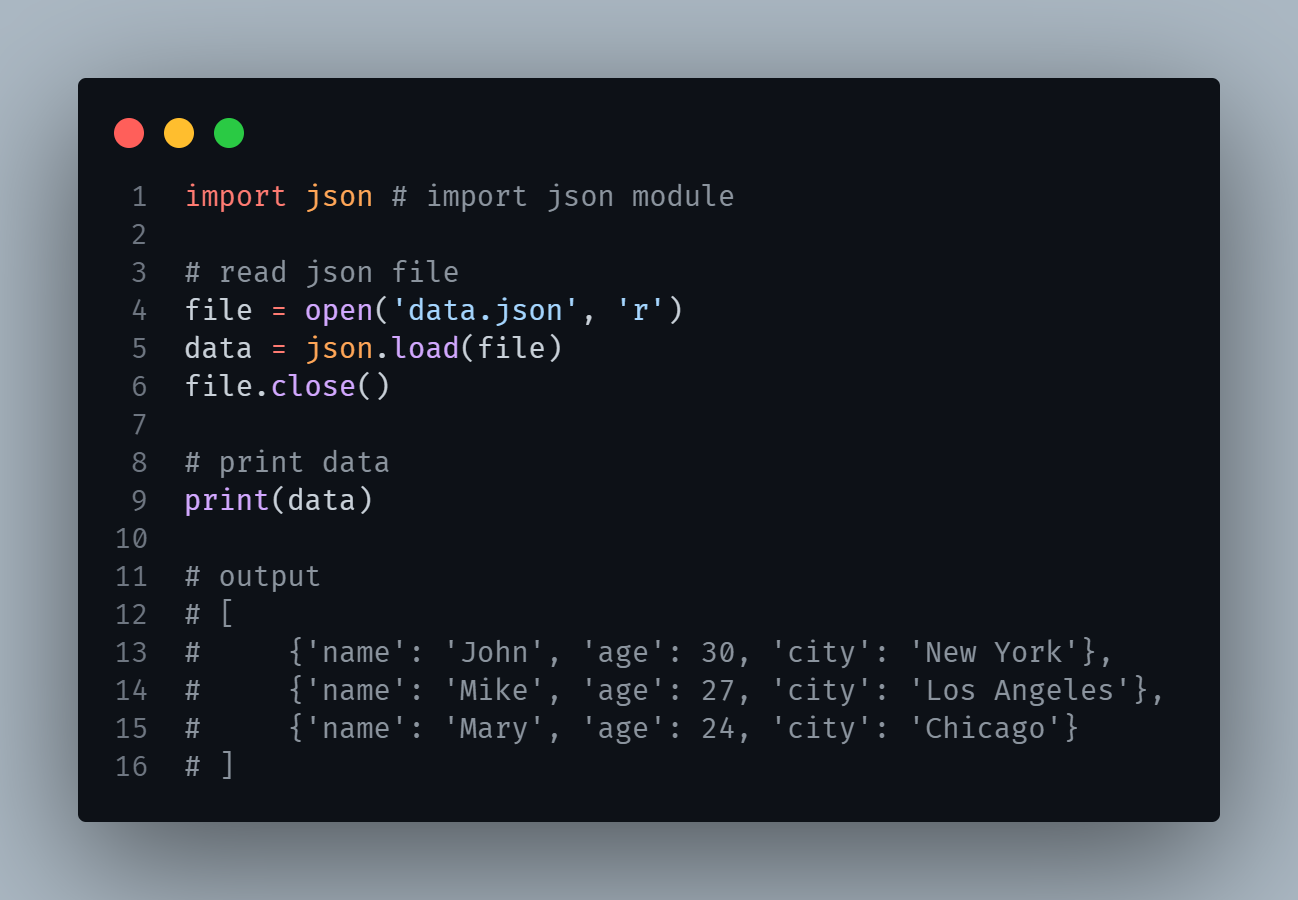 1 import json # import json module
2
3 # read json file
4 file = open('data.json', 'r')
5 data = json.load(file)
6 file.close()
7
8 # print data
9 print(data)
10
11 # output
12 # [
13 #     {'name': 'John', 'age': 30, 'city': 'New York'},
14 #     {'name': 'Mike', 'age': 27, 'city': 'Los Angeles'},
15 #     {'name': 'Mary', 'age': 24, 'city': 'Chicago'}
16 # ]